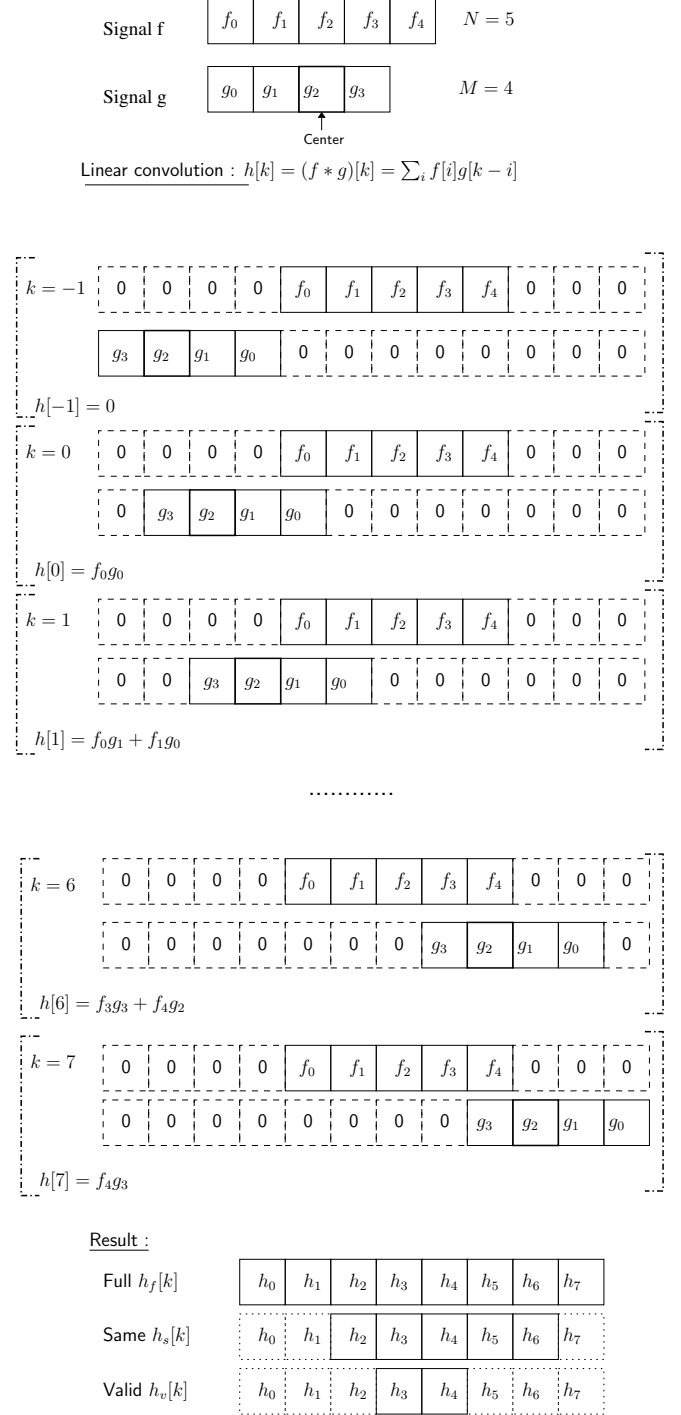 Signal f f₀ f₁ f₂ f₃ f₄ N = 5
Signal g g₀ g₁ g₂ g₃ M = 4
Center
Linear convolution : h[k] = (f ∗ g)[k] = ∑ᵢ f[i]g[k − i]
k = −1 0 0 0 0 f₀ f₁ f₂ f₃ f₄ 0 0 0
g₃ g₂ g₁ g₀ 0 0 0 0 0 0 0 0
h[−1] = 0
k = 0 0 0 0 0 f₀ f₁ f₂ f₃ f₄ 0 0 0
0 g₃ g₂ g₁ g₀ 0 0 0 0 0 0 0
h[0] = f₀g₀
k = 1 0 0 0 0 f₀ f₁ f₂ f₃ f₄ 0 0 0
0 0 g₃ g₂ g₁ g₀ 0 0 0 0 0 0
h[1] = f₀g₁ + f₁g₀
............
k = 6 0 0 0 0 f₀ f₁ f₂ f₃ f₄ 0 0 0
0 0 0 0 0 0 0 g₃ g₂ g₁ g₀ 0
h[6] = f₃g₃ + f₄g₂
k = 7 0 0 0 0 f₀ f₁ f₂ f₃ f₄ 0 0 0
0 0 0 0 0 0 0 0 g₃ g₂ g₁ g₀
h[7] = f₄g₃
Result :
Full h_f[k] h₀ h₁ h₂ h₃ h₄ h₅ h₆ h₇
Same h_s[k] h₀ h₁ h₂ h₃ h₄ h₅ h₆ h₇
Valid h_v[k] h₀ h₁ h₂ h₃ h₄ h₅ h₆ h₇